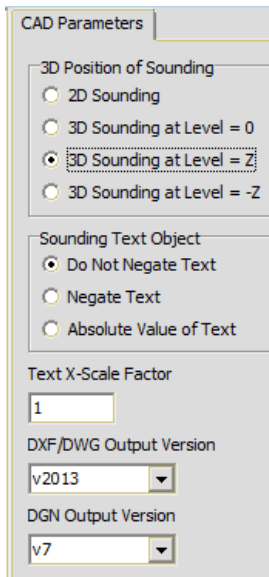 CAD Parameters
3D Position of Sounding
2D Sounding
3D Sounding at Level = 0
3D Sounding at Level = Z
3D Sounding at Level = -Z
Sounding Text Object
Do Not Negate Text
Negate Text
Absolute Value of Text
Text X-Scale Factor
1
DXF/DWG Output Version
v2013
DGN Output Version
v7